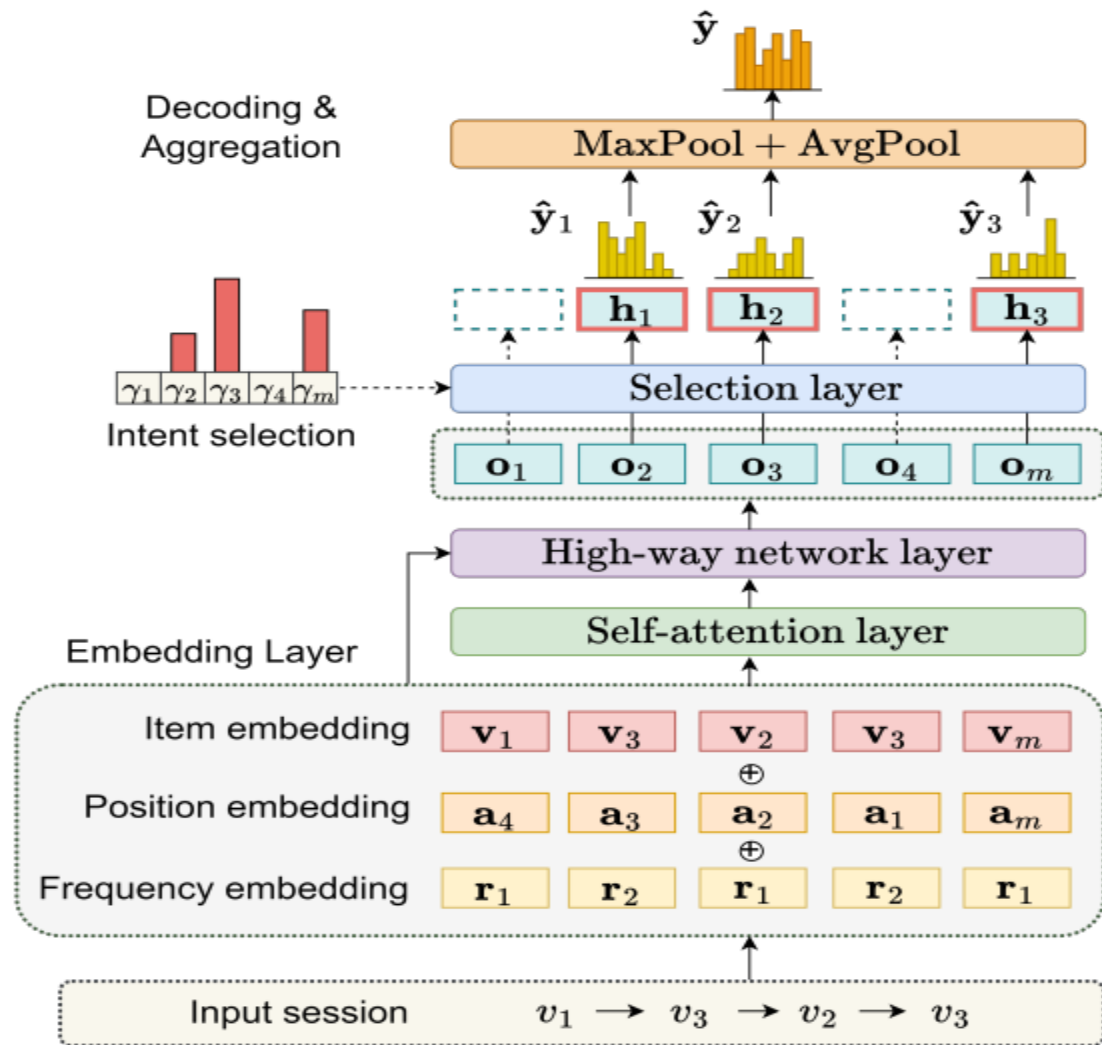 ŷ
Decoding &
Aggregation
MaxPool + AvgPool
ŷ₁ ŷ₂ ŷ₃
h₁ h₂ h₃
γ₁ γ₂ γ₃ γ₄ γₘ
Selection layer
Intent selection
o₁ o₂ o₃ o₄ oₘ
High-way network layer
Self-attention layer
Embedding Layer
Item embedding v₁ v₃ v₂ v₃ vₘ
⊕
Position embedding a₄ a₃ a₂ a₁ aₘ
⊕
Frequency embedding r₁ r₂ r₁ r₂ r₁
Input session v₁ → v₃ → v₂ → v₃